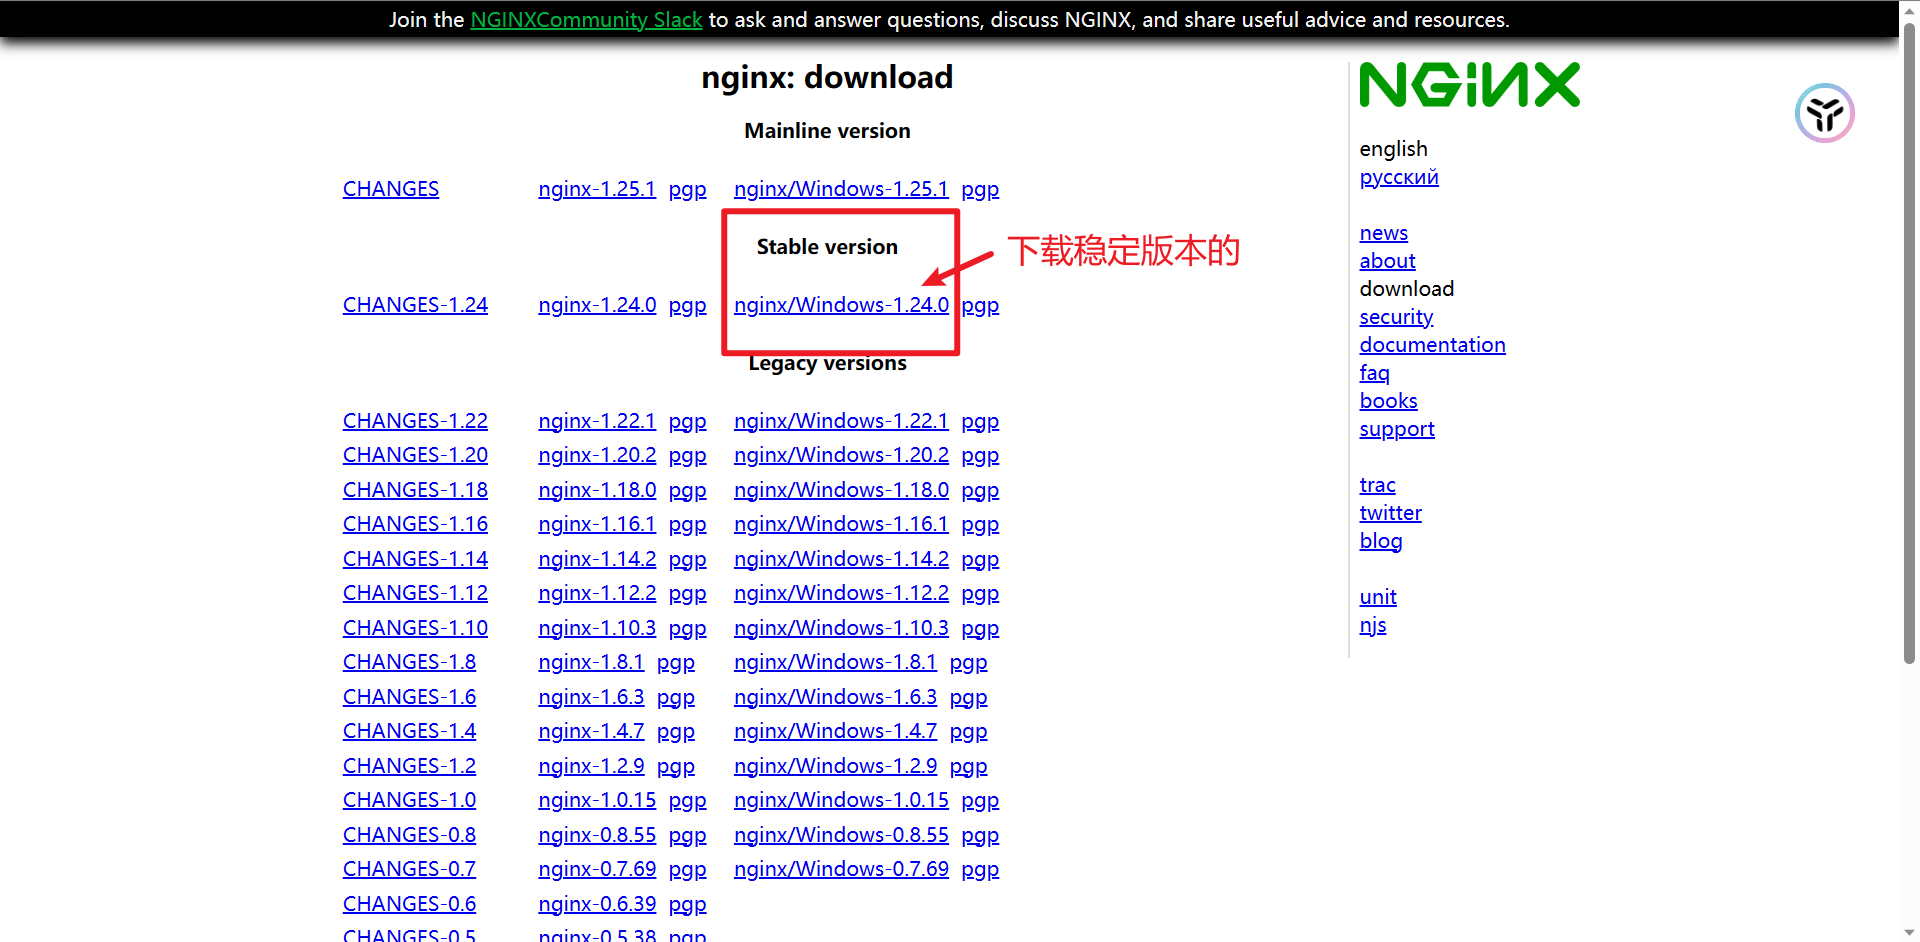 Join the NGINXCommunity Slack to ask and answer questions, discuss NGINX, and share useful advice and resources.
nginx: download
Mainline version
CHANGES nginx-1.25.1 pgp nginx/Windows-1.25.1 pgp
Stable version
下载稳定版本的
CHANGES-1.24 nginx-1.24.0 pgp nginx/Windows-1.24.0 pgp
Legacy versions
CHANGES-1.22 nginx-1.22.1 pgp nginx/Windows-1.22.1 pgp
CHANGES-1.20 nginx-1.20.2 pgp nginx/Windows-1.20.2 pgp
CHANGES-1.18 nginx-1.18.0 pgp nginx/Windows-1.18.0 pgp
CHANGES-1.16 nginx-1.16.1 pgp nginx/Windows-1.16.1 pgp
CHANGES-1.14 nginx-1.14.2 pgp nginx/Windows-1.14.2 pgp
CHANGES-1.12 nginx-1.12.2 pgp nginx/Windows-1.12.2 pgp
CHANGES-1.10 nginx-1.10.3 pgp nginx/Windows-1.10.3 pgp
CHANGES-1.8 nginx-1.8.1 pgp nginx/Windows-1.8.1 pgp
CHANGES-1.6 nginx-1.6.3 pgp nginx/Windows-1.6.3 pgp
CHANGES-1.4 nginx-1.4.7 pgp nginx/Windows-1.4.7 pgp
CHANGES-1.2 nginx-1.2.9 pgp nginx/Windows-1.2.9 pgp
CHANGES-1.0 nginx-1.0.15 pgp nginx/Windows-1.0.15 pgp
CHANGES-0.8 nginx-0.8.55 pgp nginx/Windows-0.8.55 pgp
CHANGES-0.7 nginx-0.7.69 pgp nginx/Windows-0.7.69 pgp
CHANGES-0.6 nginx-0.6.39 pgp
CHANGES-0.5 nginx-0.5.38 pgp
NGINX
english
русский
news
about
download
security
documentation
faq
books
support
trac
twitter
blog
unit
njs